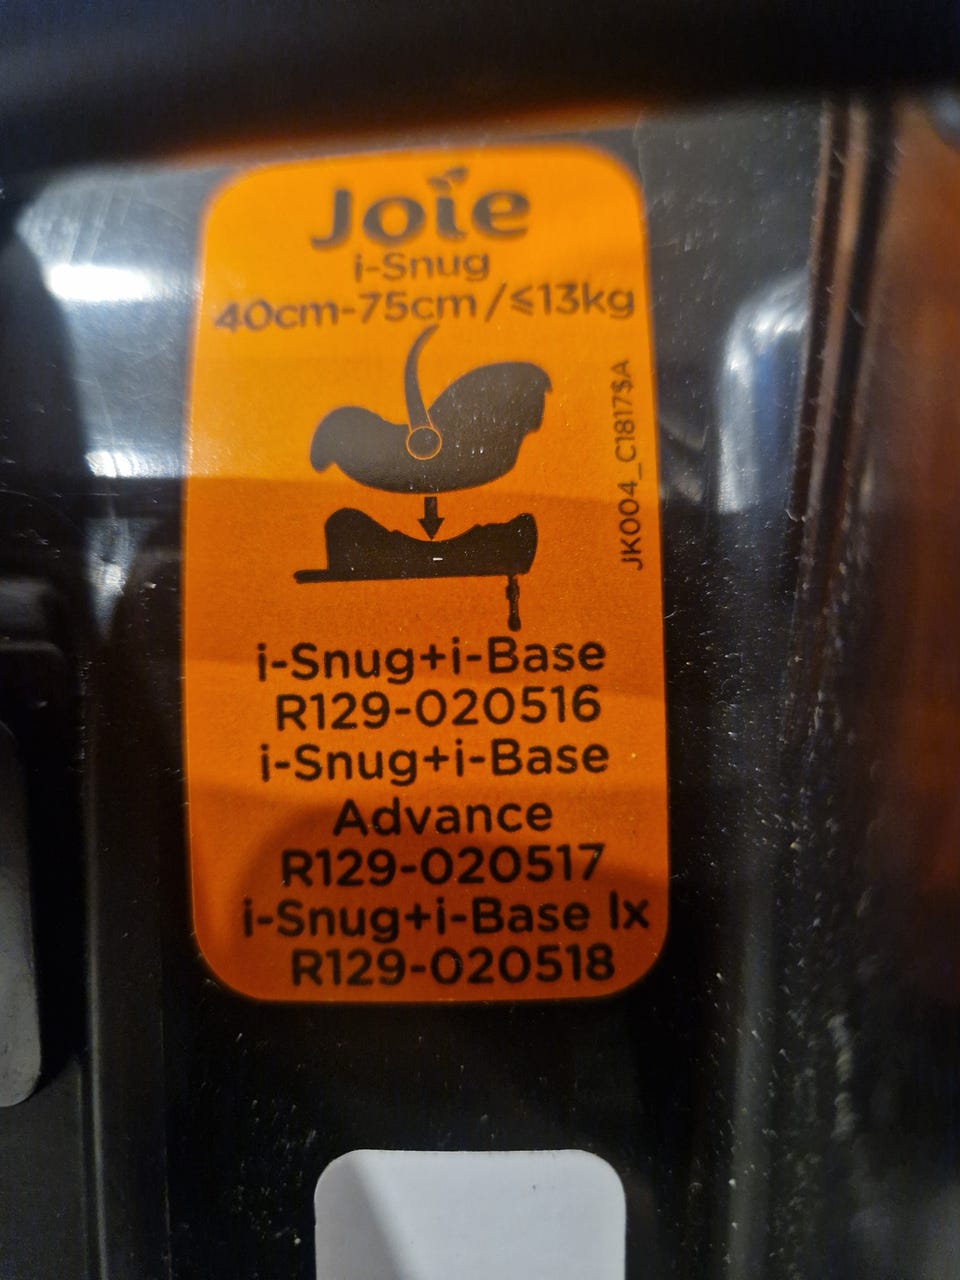 Joie
i-Snug
40cm-75cm/≤13kg
JK004_C1817$A
i-Snug+i-Base
R129-020516
i-Snug+i-Base
Advance
R129-020517
i-Snug+i-Base lx
R129-020518